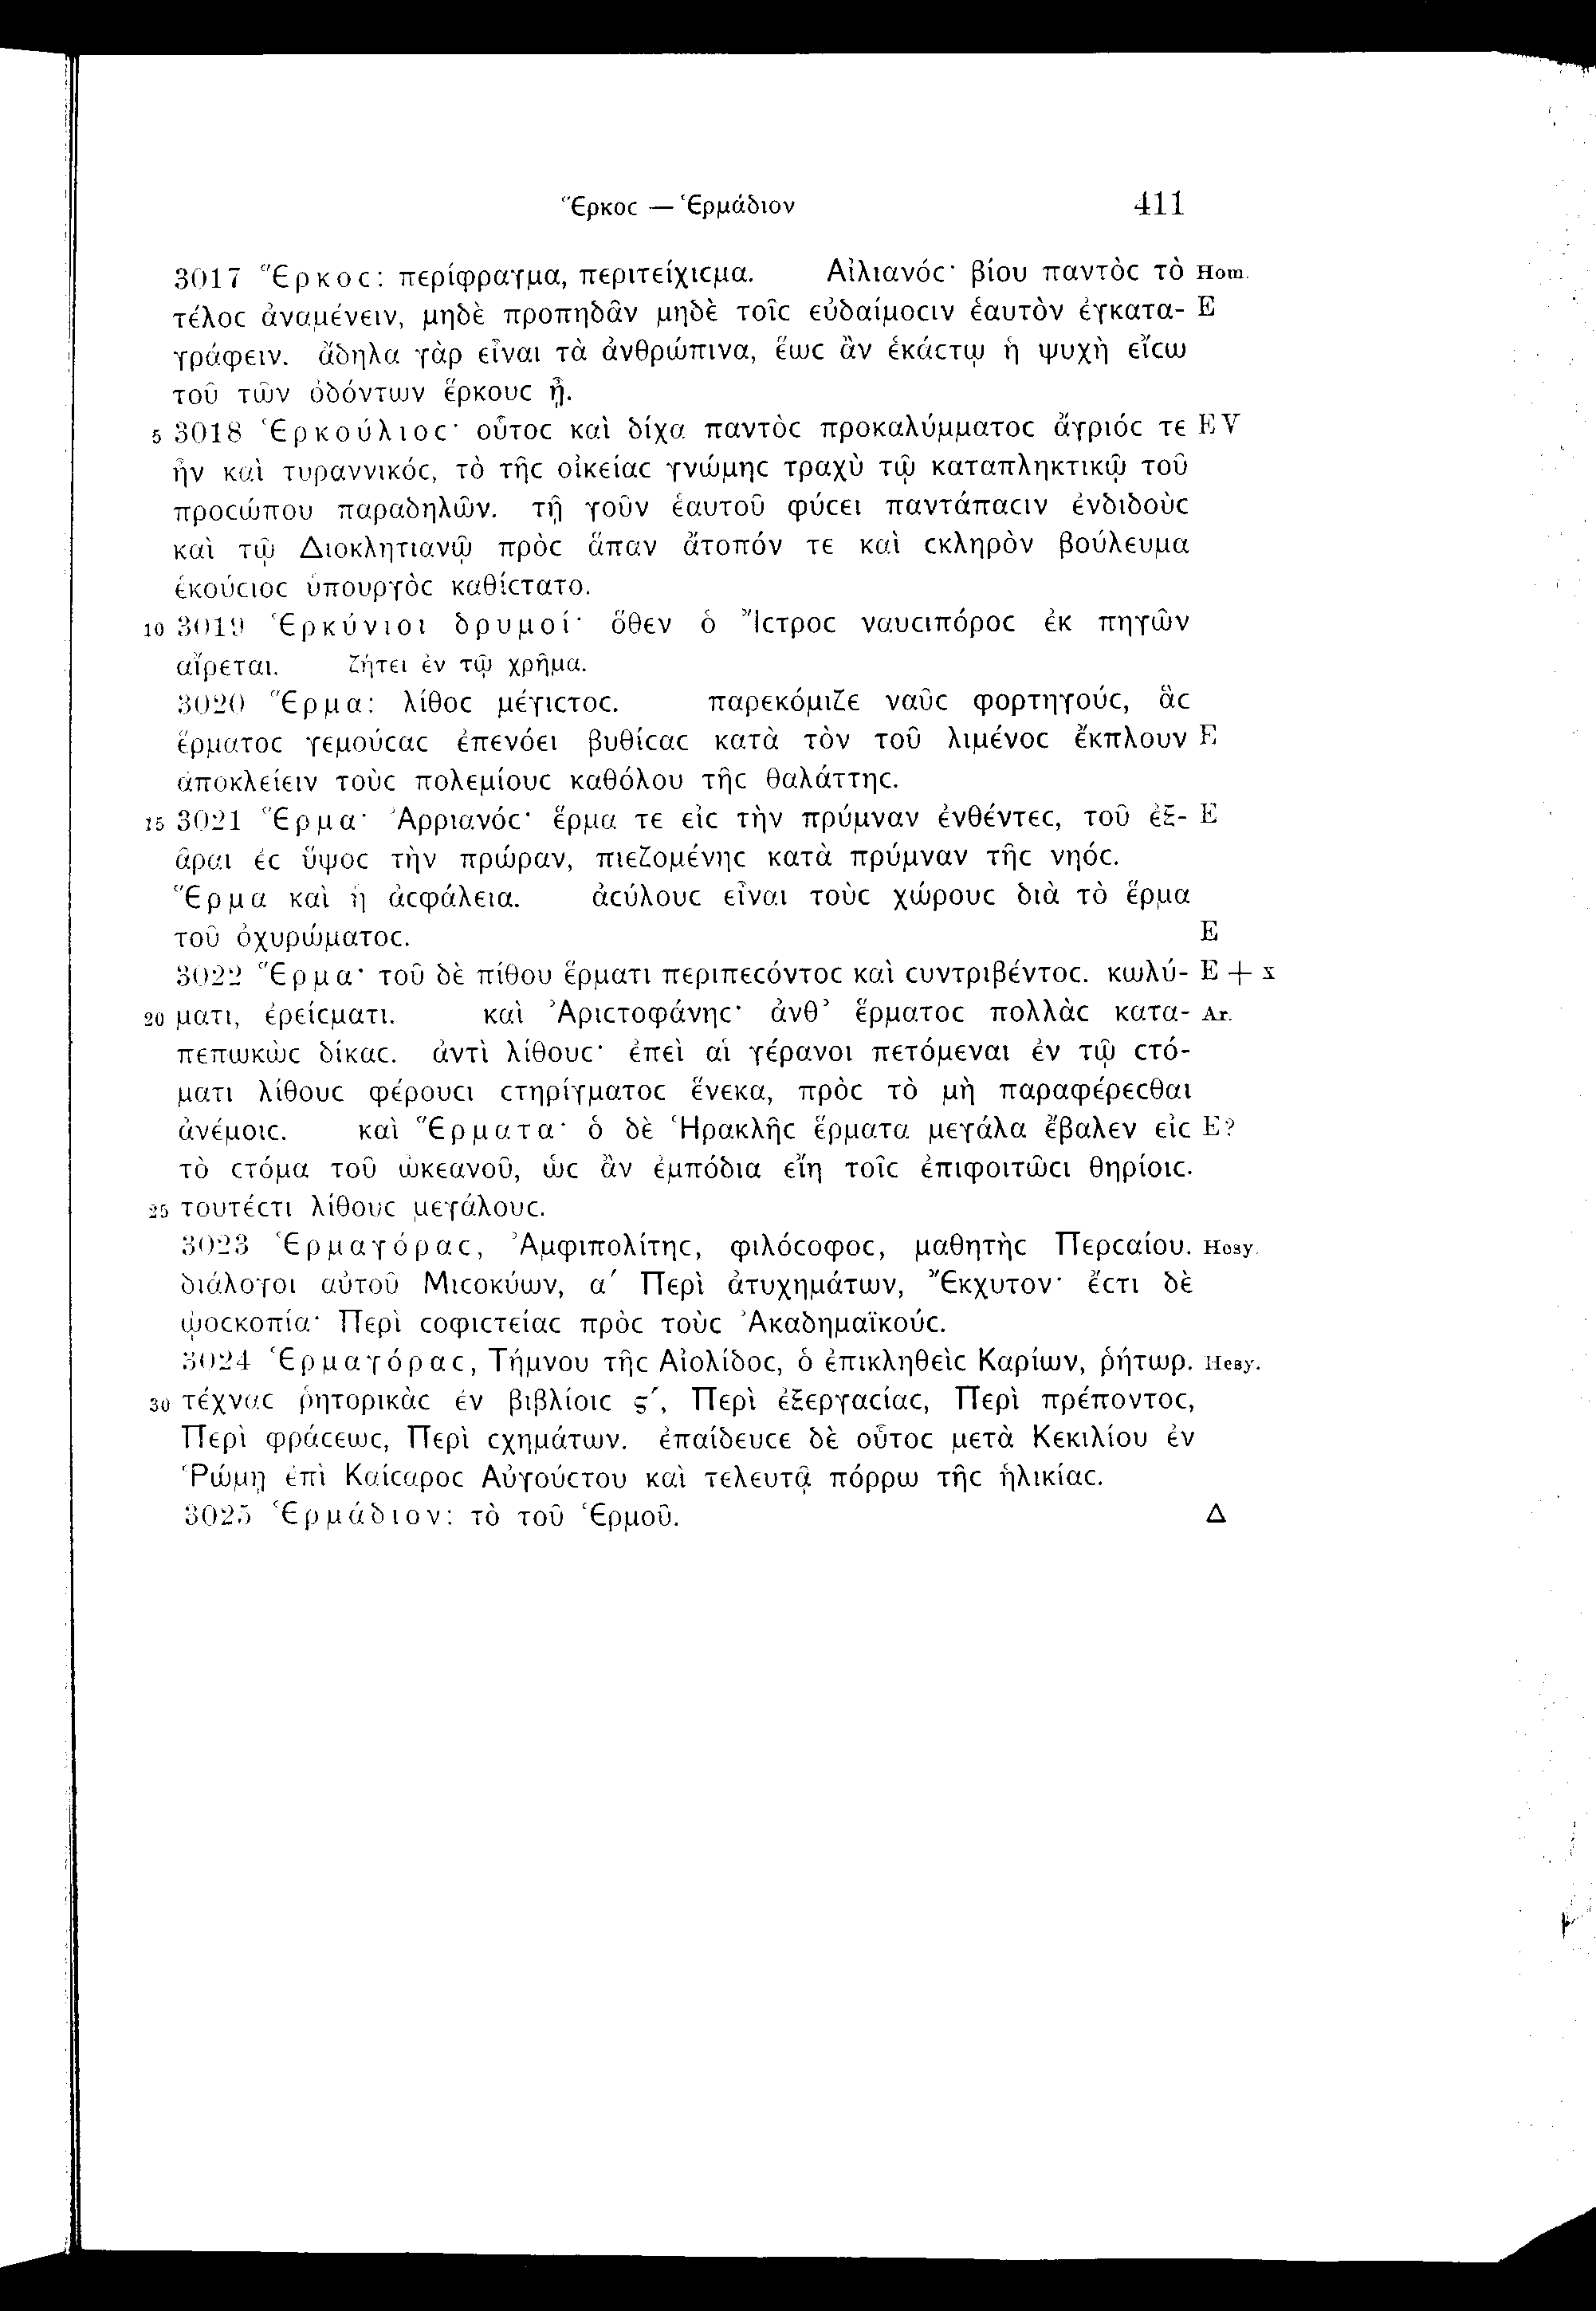 Ἕρκοϲ — Ἑρμάδιον 411
3017 Ἕρκοϲ: περίφραγμα, περιτείχιϲμα. Αἰλιανόϲ· βίου παντὸϲ τὸ Hom.
τέλοϲ ἀναμένειν, μηδὲ προπηδᾶν μηδὲ τοῖϲ εὐδαίμοϲιν ἑαυτὸν ἐγκατα- E
γράφειν. ἄδηλα γὰρ εἶναι τὰ ἀνθρώπινα, ἕωϲ ἂν ἑκάϲτῳ ἡ ψυχὴ εἴϲω
τοῦ τῶν ὀδόντων ἕρκουϲ ᾖ.
5 3018 Ἑρκούλιοϲ· οὗτοϲ καὶ δίχα παντὸϲ προκαλύμματοϲ ἄγριόϲ τε EV
ἦν καὶ τυραννικόϲ, τὸ τῆϲ οἰκείαϲ γνώμηϲ τραχὺ τῷ καταπληκτικῷ τοῦ
προϲώπου παραδηλῶν. τῇ γοῦν ἑαυτοῦ φύϲει παντάπαϲιν ἐνδιδοὺϲ
καὶ τῷ Διοκλητιανῷ πρὸϲ ἅπαν ἄτοπόν τε καὶ ϲκληρὸν βούλευμα
ἑκούϲιοϲ ὑπουργὸϲ καθίϲτατο.
10 3019 Ἑρκύνιοι δρυμοί· ὅθεν ὁ Ἴϲτροϲ ναυϲιπόροϲ ἐκ πηγῶν
αἴρεται. ζήτει ἐν τῷ χρῆμα.
3020 Ἕρμα: λίθοϲ μέγιϲτοϲ. παρεκόμιζε ναῦϲ φορτηγούϲ, ἃϲ
ἕρματοϲ γεμούϲαϲ ἐπενόει βυθίϲαϲ κατὰ τὸν τοῦ λιμένοϲ ἔκπλουν E
ἀποκλείειν τοὺϲ πολεμίουϲ καθόλου τῆϲ θαλάττηϲ.
15 3021 Ἕρμα· Ἀρριανόϲ· ἕρμα τε εἰϲ τὴν πρύμναν ἐνθέντεϲ, τοῦ ἐξ- E
ᾶραι ἐϲ ὕψοϲ τὴν πρώραν, πιεζομένηϲ κατὰ πρύμναν τῆϲ νηόϲ.
Ἕρμα καὶ ἡ ἀϲφάλεια. ἀϲύλουϲ εἶναι τοὺϲ χώρουϲ διὰ τὸ ἕρμα
τοῦ ὀχυρώματοϲ. E
3022 Ἕρμα· τοῦ δὲ πίθου ἕρματι περιπεϲόντοϲ καὶ ϲυντριβέντοϲ. κωλύ- E + x
20 ματι, ἐρείϲματι. καὶ Ἀριϲτοφάνηϲ· ἀνθ’ ἕρματοϲ πολλὰϲ κατα- Ar.
πεπωκὼϲ δίκαϲ. ἀντὶ λίθουϲ· ἐπεὶ αἱ γέρανοι πετόμεναι ἐν τῷ ϲτό-
ματι λίθουϲ φέρουϲι ϲτηρίγματοϲ ἕνεκα, πρὸϲ τὸ μὴ παραφέρεϲθαι
ἀνέμοιϲ. καὶ Ἕρματα· ὁ δὲ Ἡρακλῆϲ ἕρματα μεγάλα ἔβαλεν εἰϲ E?
τὸ ϲτόμα τοῦ ὠκεανοῦ, ὡϲ ἂν ἐμπόδια εἴη τοῖϲ ἐπιφοιτῶϲι θηρίοιϲ.
25 τουτέϲτι λίθουϲ μεγάλουϲ.
3023 Ἑρμαγόραϲ, Ἀμφιπολίτηϲ, φιλόϲοφοϲ, μαθητὴϲ Περϲαίου. Hesy.
διάλογοι αὐτοῦ Μιϲοκύων, α´ Περὶ ἀτυχημάτων, Ἔκχυτον· ἔϲτι δὲ
ᾠοϲκοπία· Περὶ ϲοφιϲτείαϲ πρὸϲ τοὺϲ Ἀκαδημαϊκούϲ.
3024 Ἑρμαγόραϲ, Τήμνου τῆϲ Αἰολίδοϲ, ὁ ἐπικληθεὶϲ Καρίων, ῥήτωρ. Hesy.
30 τέχναϲ ῥητορικὰϲ ἐν βιβλίοιϲ ϛ´, Περὶ ἐξεργαϲίαϲ, Περὶ πρέποντοϲ,
Περὶ φράϲεωϲ, Περὶ ϲχημάτων. ἐπαίδευϲε δὲ οὗτοϲ μετὰ Κεκιλίου ἐν
Ῥώμῃ ἐπὶ Καίϲαροϲ Αὐγούϲτου καὶ τελευτᾷ πόρρω τῆϲ ἡλικίαϲ.
3025 Ἑρμάδιον: τὸ τοῦ Ἑρμοῦ. Δ